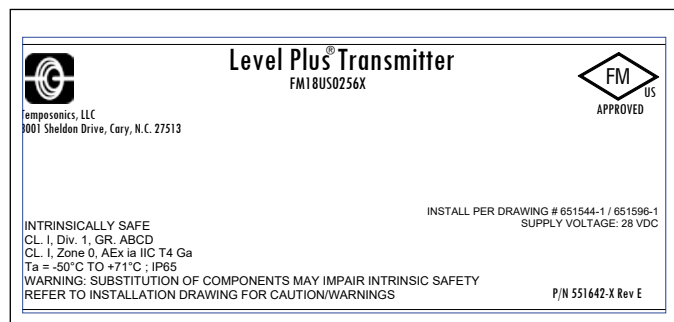 Level Plus® Transmitter
FM18US0256X
FM
US
APPROVED
Temposonics, LLC
3001 Sheldon Drive, Cary, N.C. 27513
INSTALL PER DRAWING # 651544-1 / 651596-1
SUPPLY VOLTAGE: 28 VDC
INTRINSICALLY SAFE
CL. I, Div. 1, GR. ABCD
CL. I, Zone 0, AEx ia IIC T4 Ga
Ta = -50°C TO +71°C ; IP65
WARNING: SUBSTITUTION OF COMPONENTS MAY IMPAIR INTRINSIC SAFETY
REFER TO INSTALLATION DRAWING FOR CAUTION/WARNINGS
P/N 551642-X Rev E